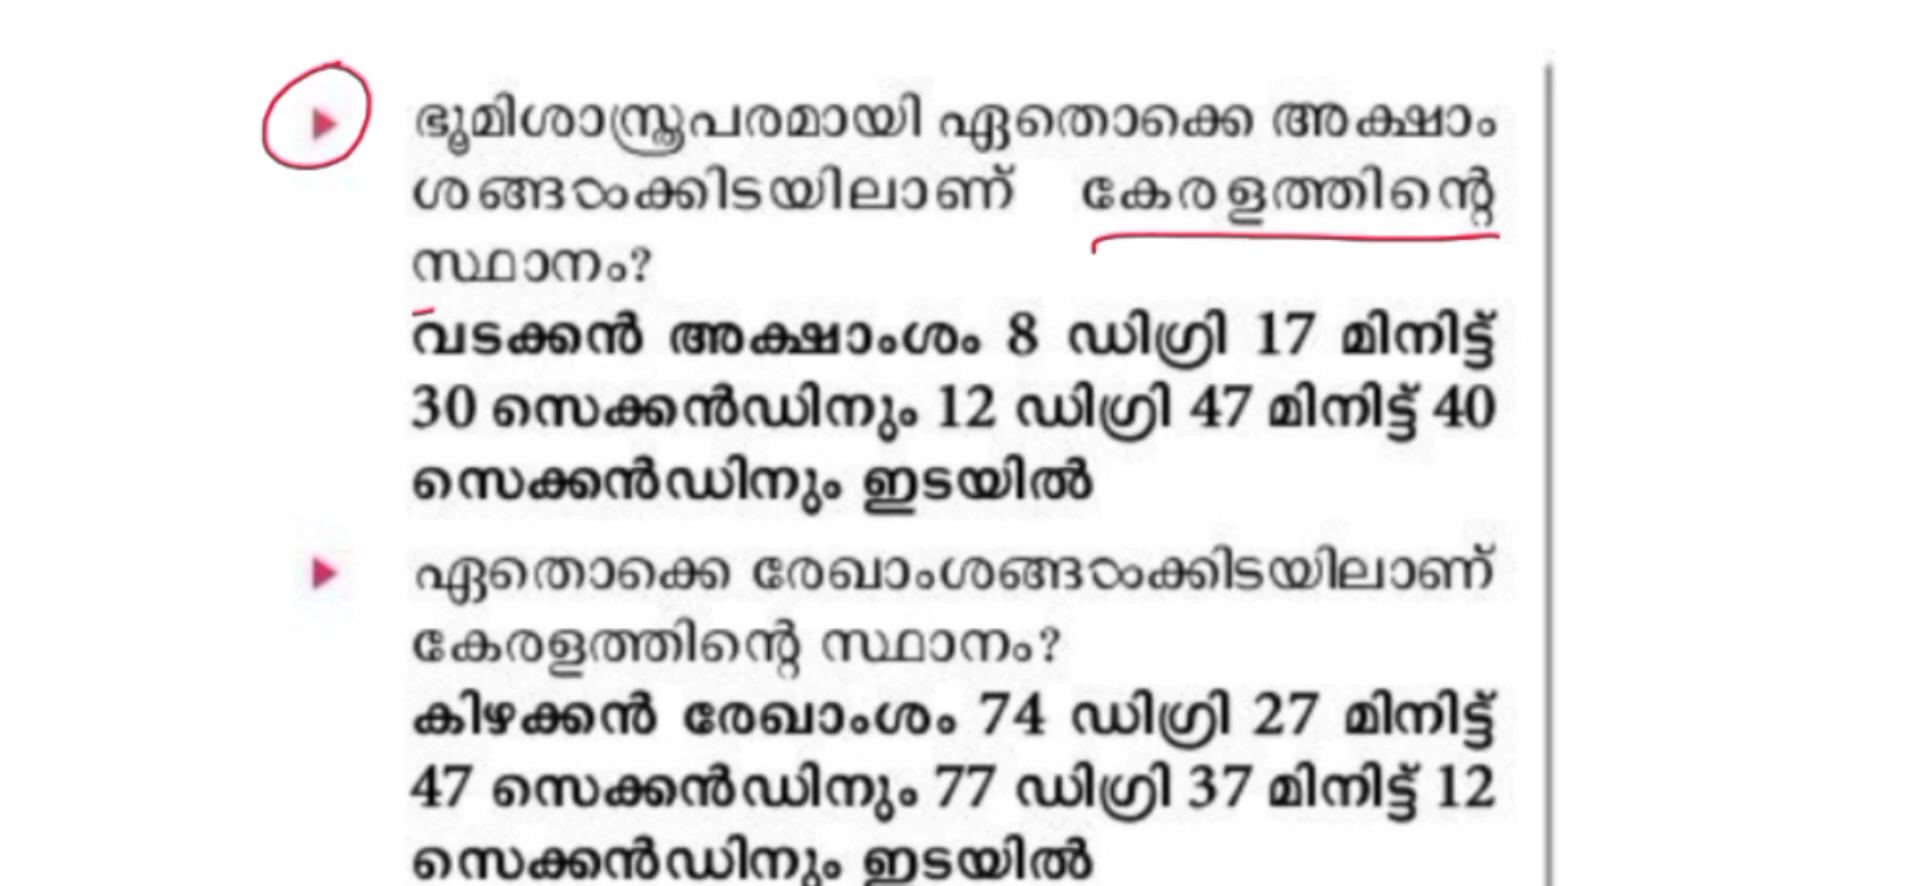 ഭൂമിശാസ്ത്രപരമായി ഏതൊക്കെ അക്ഷാം
ശങ്ങൾക്കിടയിലാണ് കേരളത്തിന്റെ
സ്ഥാനം?
വടക്കൻ അക്ഷാംശം 8 ഡിഗ്രി 17 മിനിട്ട്
30 സെക്കൻഡിനും 12 ഡിഗ്രി 47 മിനിട്ട് 40
സെക്കൻഡിനും ഇടയിൽ
ഏതൊക്കെ രേഖാംശങ്ങൾക്കിടയിലാണ്
കേരളത്തിന്റെ സ്ഥാനം?
കിഴക്കൻ രേഖാംശം 74 ഡിഗ്രി 27 മിനിട്ട്
47 സെക്കൻഡിനും 77 ഡിഗ്രി 37 മിനിട്ട് 12
സെക്കൻഡിനും ഇടയിൽ